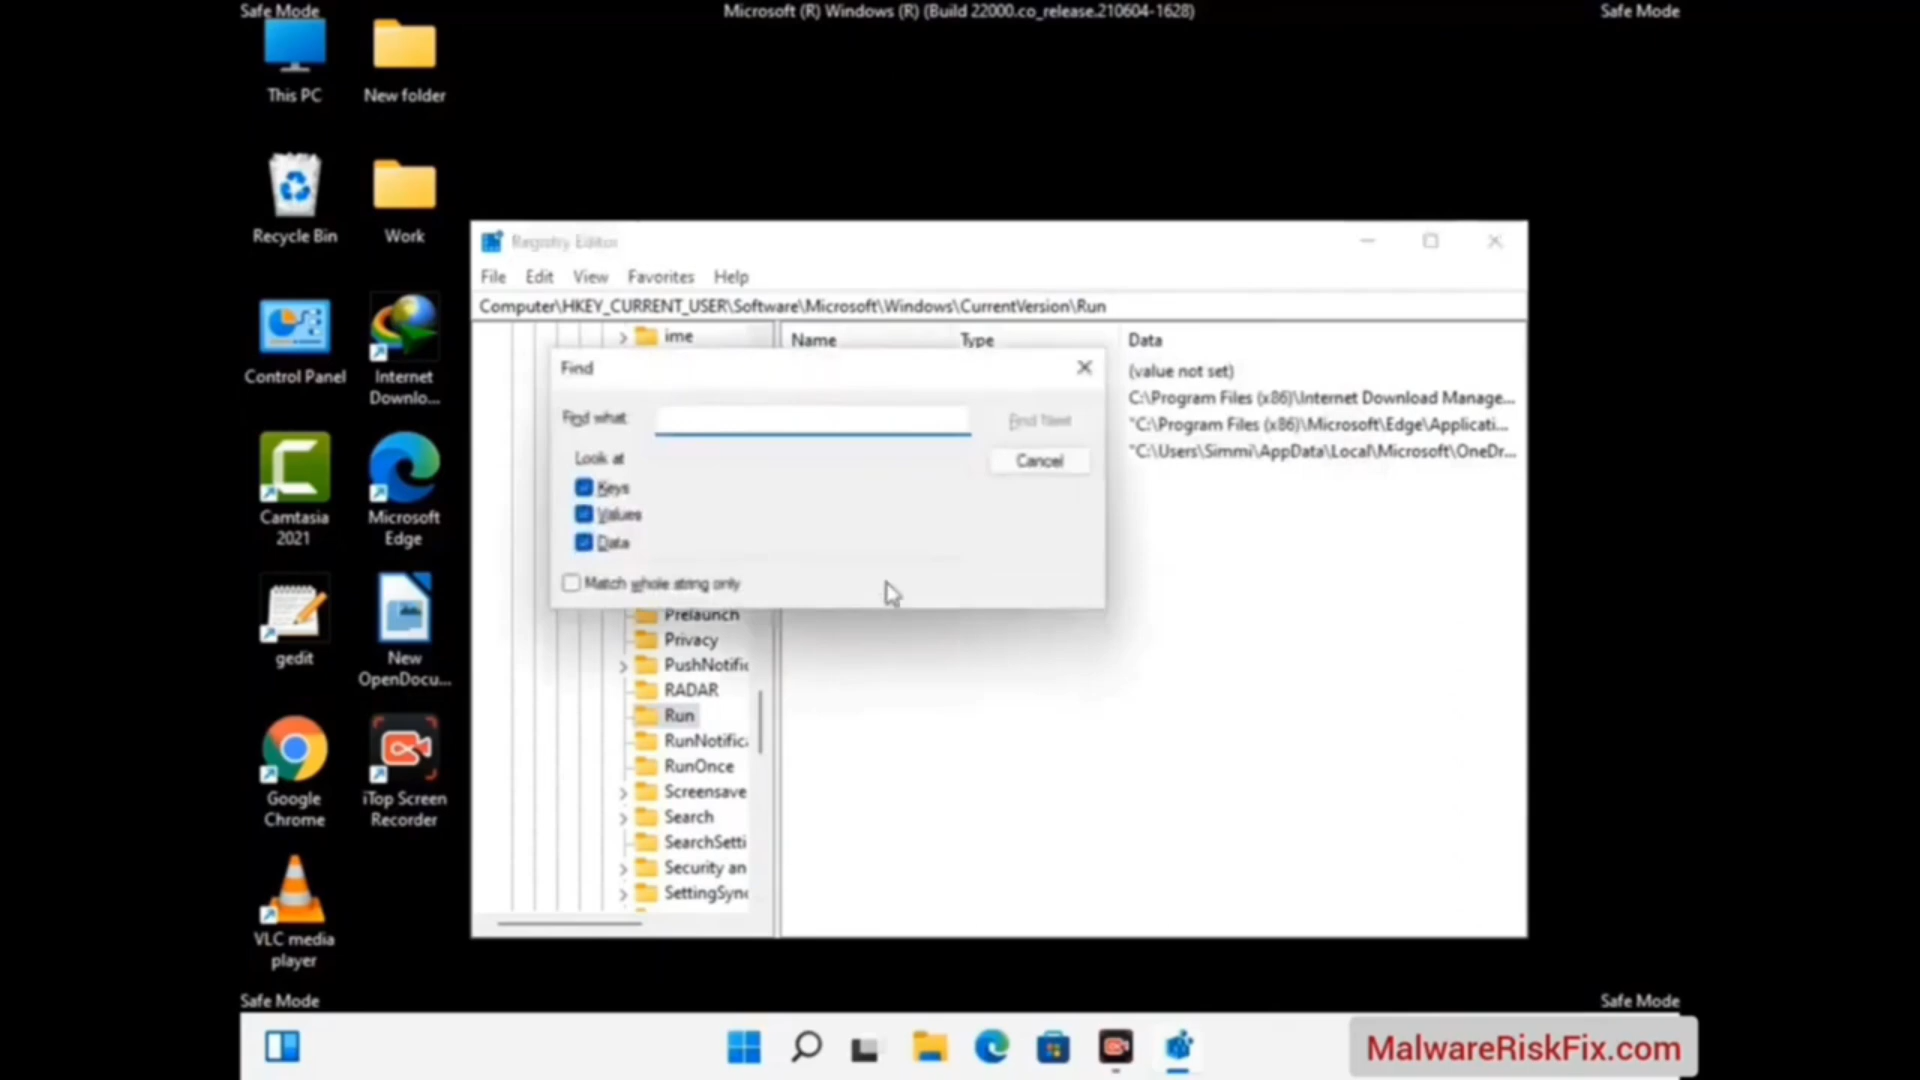 Safe Mode
Microsoft (R) Windows (R) (Build 22000.co_release.210604-1628)
Safe Mode
This PC
New folder
Recycle Bin
Work
Control Panel
Internet
Downlo...
Camtasia
2021
Microsoft
Edge
gedit
New
OpenDocu...
Google
Chrome
iTop Screen
Recorder
VLC media
player
Registry Editor
File Edit View Favorites Help
Computer\HKEY_CURRENT_USER\Software\Microsoft\Windows\CurrentVersion\Run
ime
Name Type Data
(value not set)
C:\Program Files (x86)\Internet Download Manage...
"C:\Program Files (x86)\Microsoft\Edge\Applicati...
"C:\Users\Simmi\AppData\Local\Microsoft\OneDr...
Find
Find what
Find Next
Look at
Cancel
Keys
Values
Data
Match whole string only
Prelaunch
Privacy
PushNotific
RADAR
Run
RunNotifica
RunOnce
Screensave
Search
SearchSetti
Security an
SettingSync
Safe Mode
Safe Mode
MalwareRiskFix.com